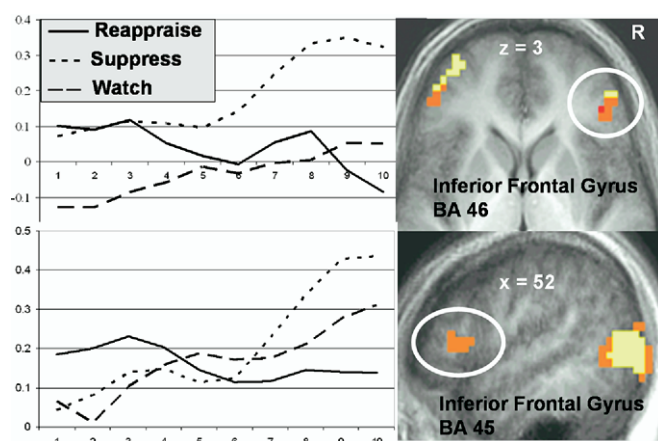 0.4
0.3
0.2
0.1
0
-0.1
Reappraise
Suppress
Watch
1 2 3 4 5 6 7 8 9 10
R
z = 3
Inferior Frontal Gyrus
BA 46
0.5
0.4
0.3
0.2
0.1
0
1 2 3 4 5 6 7 8 9 10
x = 52
Inferior Frontal Gyrus
BA 45